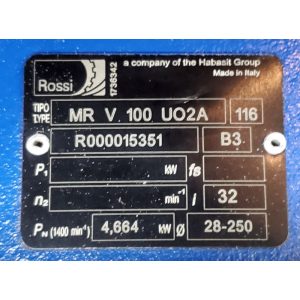 Rossi
1736342
a company of the Habasit Group
Made in Italy
TIPO TYPE MR V 100 UO2A 116
R000015351 B3
P₁ kW fs
n₂ min⁻¹ i 32
Pₙ (1400 min⁻¹) 4,664 kW Ø 28-250